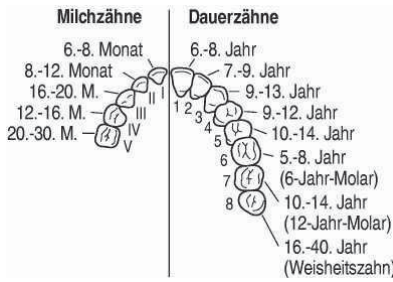 Milchzähne
6.-8. Monat
8.-12. Monat
16.-20. M.
12.-16. M.
20.-30. M.
I
II
III
IV
V
Dauerzähne
6.-8. Jahr
7.-9. Jahr
9.-13. Jahr
9.-12. Jahr
10.-14. Jahr
5.-8. Jahr
(6-Jahr-Molar)
10.-14. Jahr
(12-Jahr-Molar)
16.-40. Jahr
(Weisheitszahn)
1
2
3
4
5
6
7
8